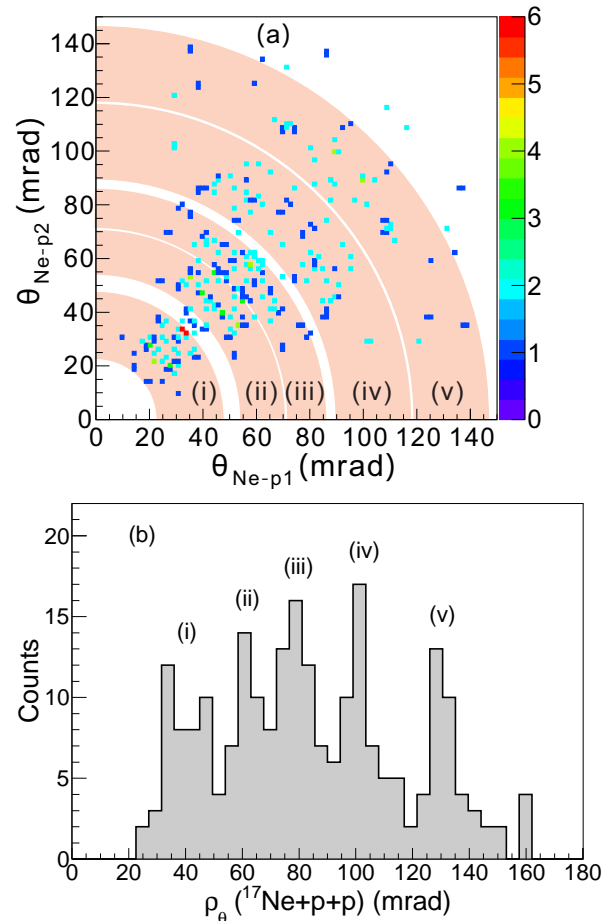 (a)
140
120
100
80
60
40
20
0
θNe-p2 (mrad)
(i) (ii) (iii) (iv) (v)
0 20 40 60 80 100 120 140
θNe-p1 (mrad)
6
5
4
3
2
1
0
(b)
20
15
10
5
0
Counts
(i)
(ii)
(iii)
(iv)
(v)
0 20 40 60 80 100 120 140 160 180
ρθ (¹⁷Ne+p+p) (mrad)